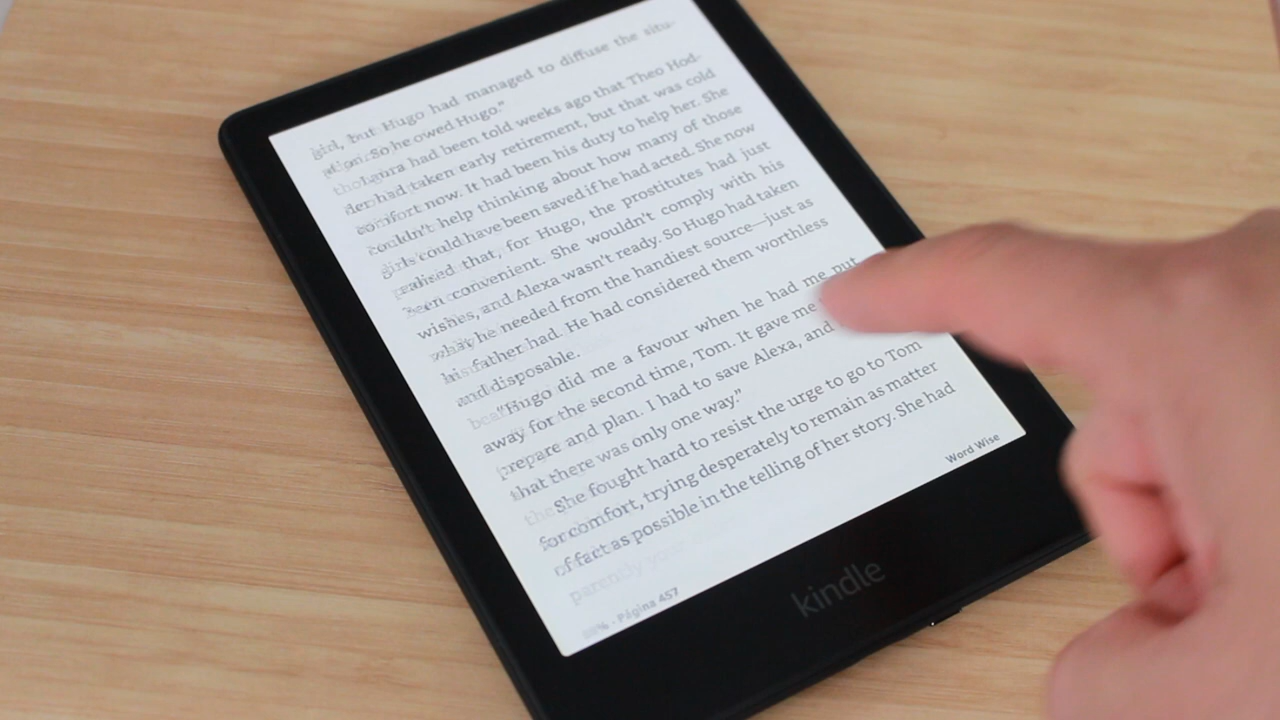 girl, but Hugo had managed to diffuse the situ-
ation. So he owed Hugo.”
Laura had been told weeks ago that Theo Hod-
der had taken early retirement, but that was cold
comfort now. It had been his duty to help her. She
couldn't help thinking about how many of those
girls could have been saved if he had acted. She now
realised that, for Hugo, the prostitutes had just
been convenient. She wouldn't comply with his
wishes, and Alexa wasn't ready. So Hugo had taken
what he needed from the handiest source—just as
his father had. He had considered them worthless
and disposable.
“Hugo did me a favour when he had me put
away for the second time, Tom. It gave me
prepare and plan. I had to save Alexa, and
that there was only one way.”
She fought hard to resist the urge to go to Tom
for comfort, trying desperately to remain as matter
of fact as possible in the telling of her story. She had
Página 457
Word Wise
kindle